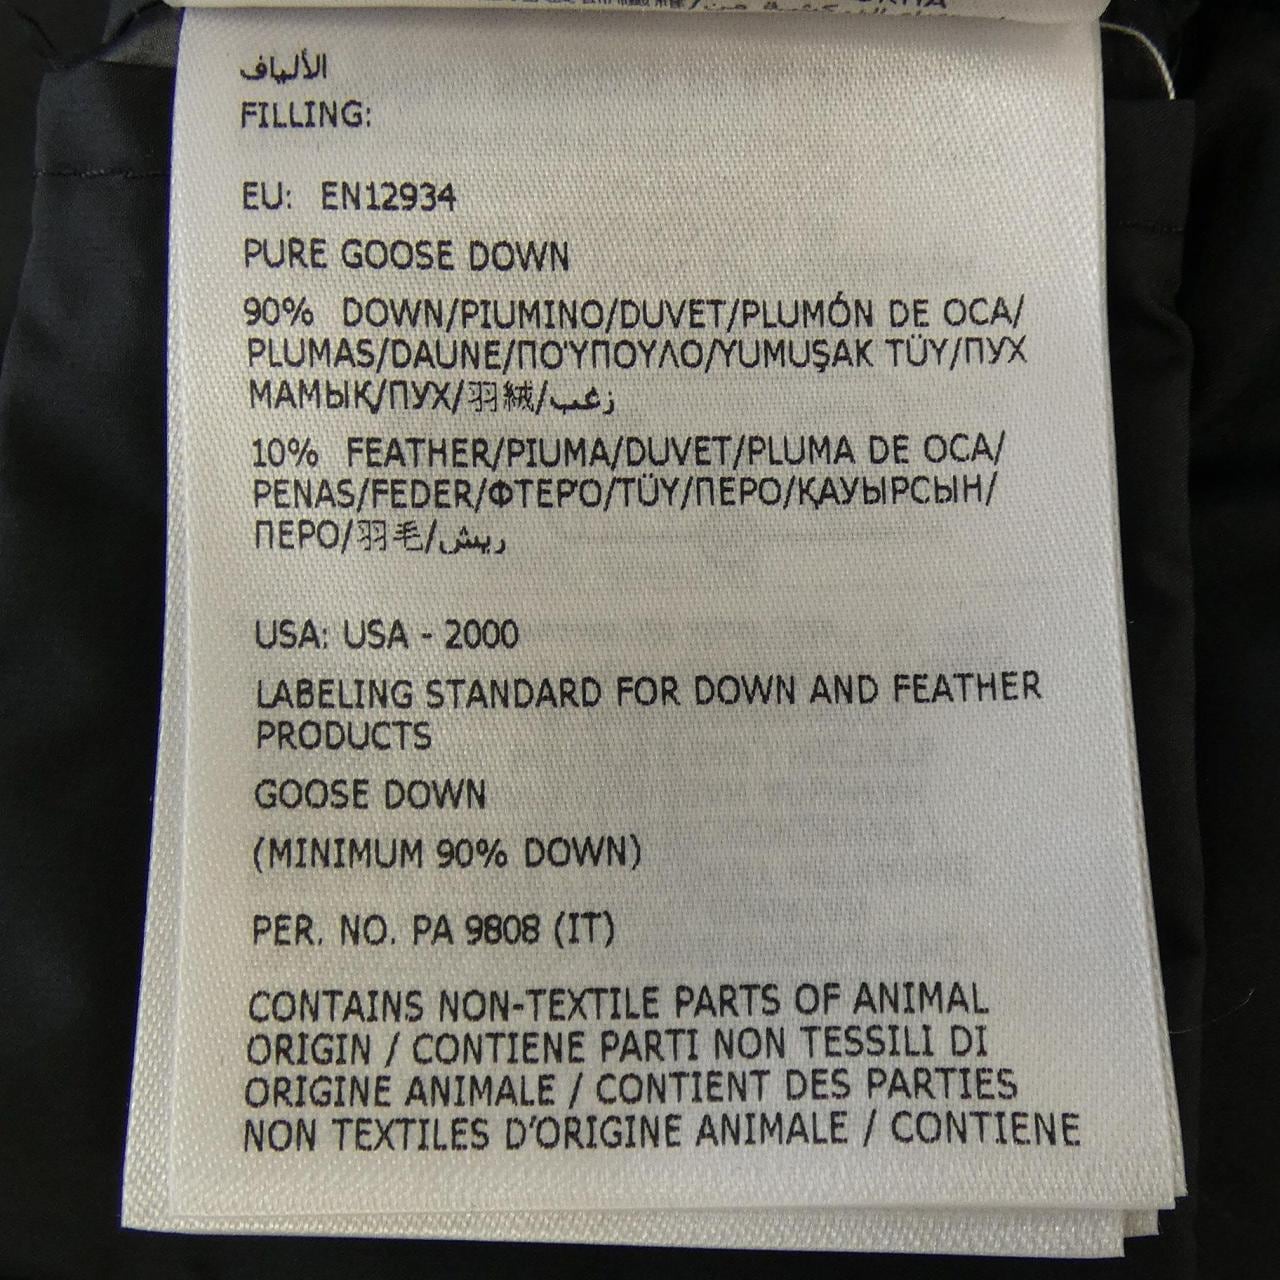 الألياف
FILLING:
EU: EN12934
PURE GOOSE DOWN
90% DOWN/PIUMINO/DUVET/PLUMÓN DE OCA/
PLUMAS/DAUNE/ΠΟΎΠΟΥΛΟ/YUMUŞAK TÜY/ПУХ
МАМЫҚ/ПУХ/羽絨/زغب
10% FEATHER/PIUMA/DUVET/PLUMA DE OCA/
PENAS/FEDER/ΦΤΕΡΌ/TÜY/ПЕРО/ҚАУЫРСЫН/
ПЕРО/羽毛/ريش
USA: USA - 2000
LABELING STANDARD FOR DOWN AND FEATHER
PRODUCTS
GOOSE DOWN
(MINIMUM 90% DOWN)
PER. NO. PA 9808 (IT)
CONTAINS NON-TEXTILE PARTS OF ANIMAL
ORIGIN / CONTIENE PARTI NON TESSILI DI
ORIGINE ANIMALE / CONTIENT DES PARTIES
NON TEXTILES D'ORIGINE ANIMALE / CONTIENE